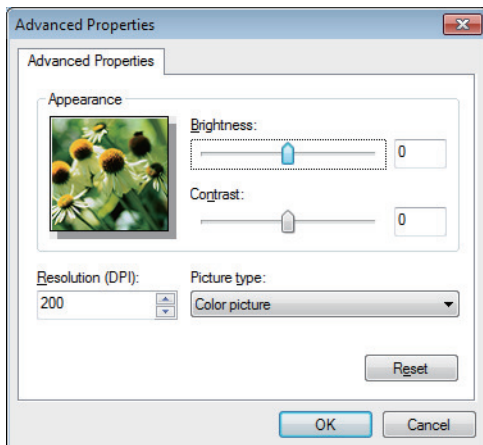 Advanced Properties
Advanced Properties
Appearance
Brightness:
0
Contrast:
0
Resolution (DPI):
Picture type:
200
Color picture
Reset
OK
Cancel